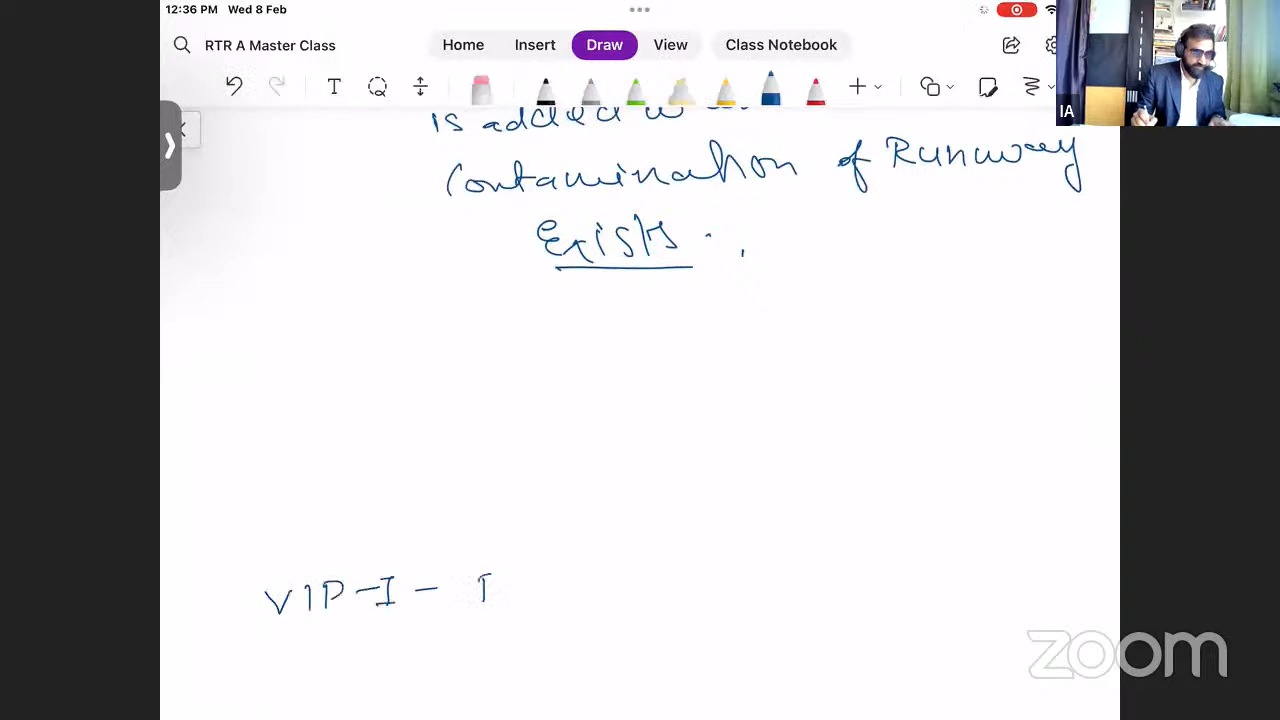 12:36 PM Wed 8 Feb
RTR A Master Class
Home Insert Draw View Class Notebook
T
IA
is added
Contamination of Runway
Exists .,
VIP-I - I
zoom